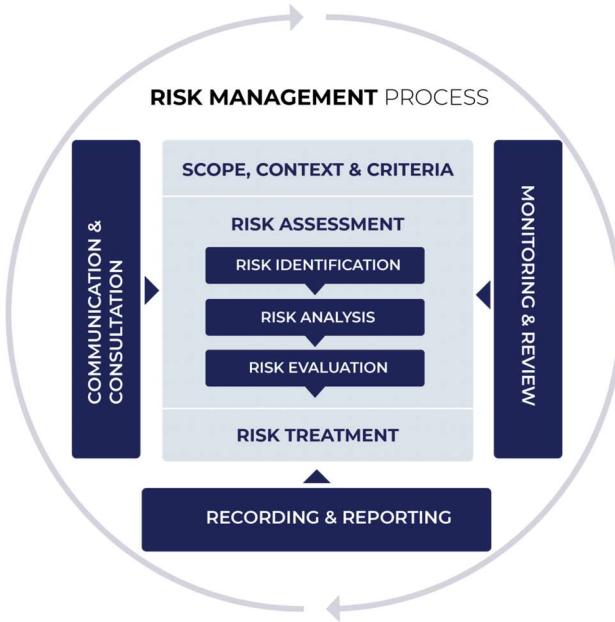 RISK MANAGEMENT PROCESS
SCOPE, CONTEXT & CRITERIA
RISK ASSESSMENT
RISK IDENTIFICATION
RISK ANALYSIS
RISK EVALUATION
RISK TREATMENT
COMMUNICATION &
CONSULTATION
MONITORING & REVIEW
RECORDING & REPORTING